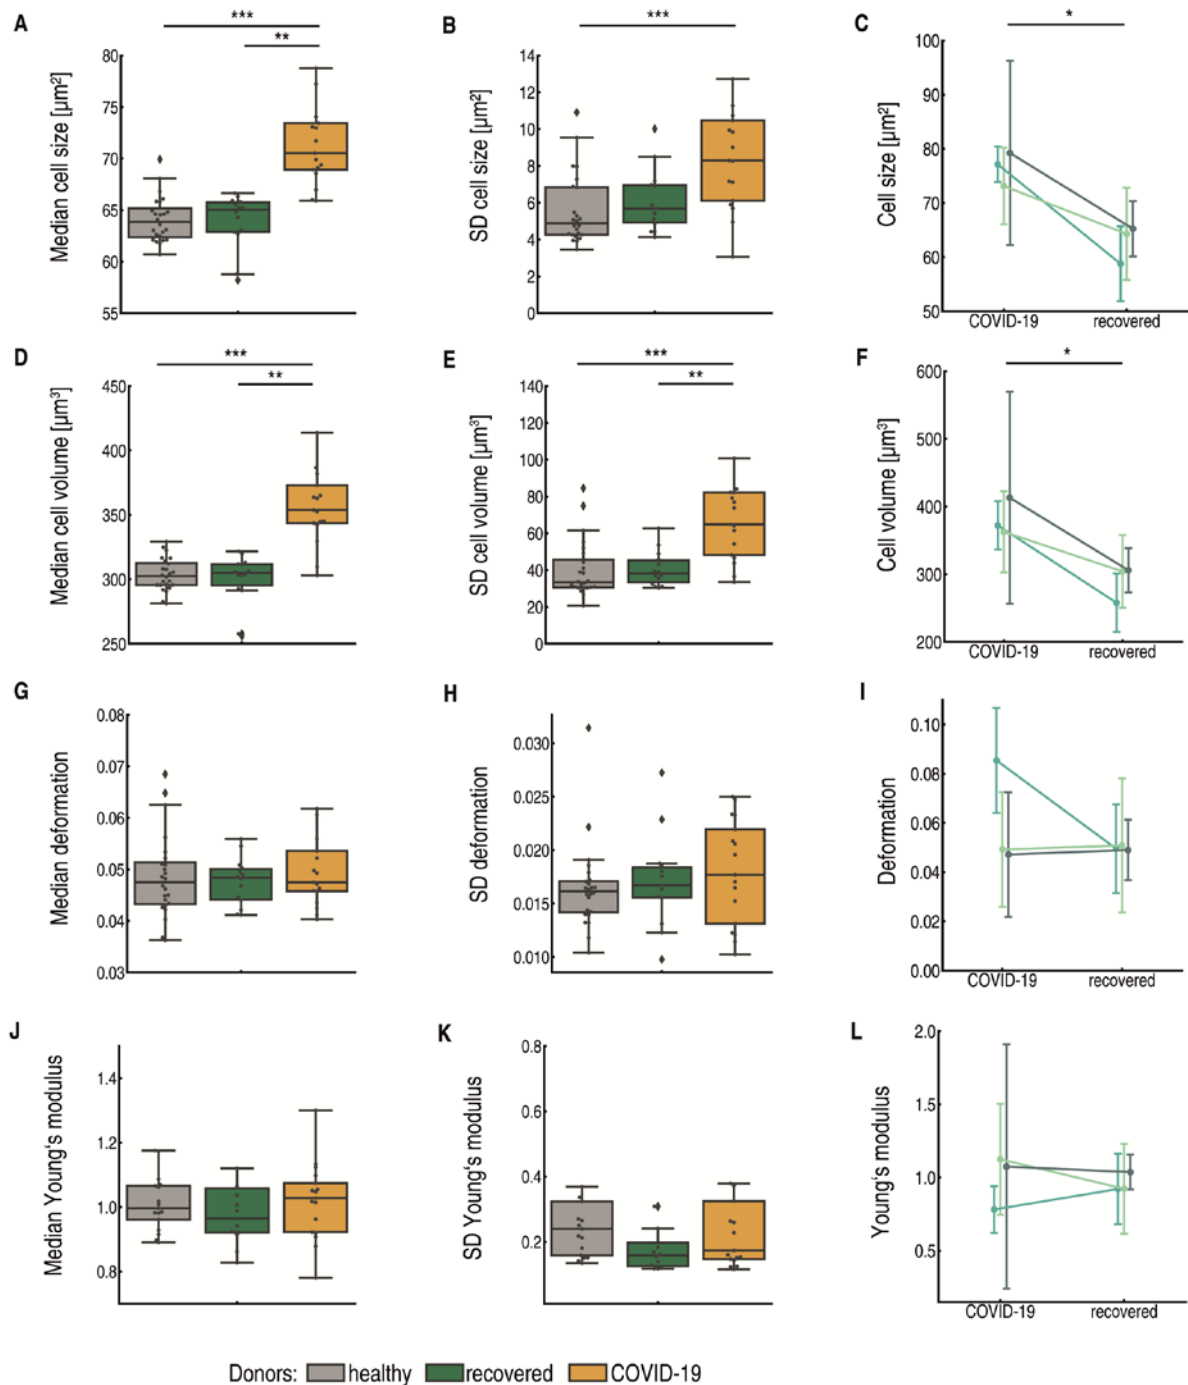 A
***
**
Median cell size [µm²]
80
75
70
65
60
55
B
***
SD cell size [µm²]
14
12
10
8
6
4
2
0
C
*
Cell size [µm²]
100
90
80
70
60
50
COVID-19 recovered
D
***
**
Median cell volume [µm³]
450
400
350
300
250
E
***
**
SD cell volume [µm³]
140
120
100
80
60
40
20
0
F
*
Cell volume [µm³]
600
500
400
300
200
COVID-19 recovered
G
Median deformation
0.08
0.07
0.06
0.05
0.04
0.03
H
SD deformation
0.030
0.025
0.020
0.015
0.010
I
Deformation
0.10
0.08
0.06
0.04
0.02
0.00
COVID-19 recovered
J
Median Young's modulus
1.4
1.2
1.0
0.8
K
SD Young's modulus
0.8
0.6
0.4
0.2
L
Young's modulus
2.0
1.5
1.0
0.5
COVID-19 recovered
Donors: healthy recovered COVID-19